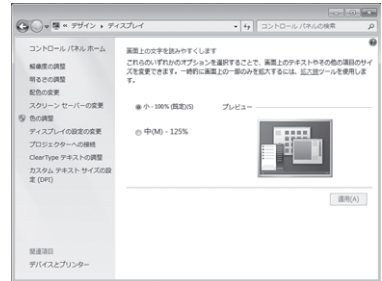 « デザイン ▸ ディスプレイ
コントロール パネルの検索
コントロール パネル ホーム
解像度の調整
明るさの調整
配色の変更
スクリーン セーバーの変更
色の調整
ディスプレイの設定の変更
プロジェクターへの接続
ClearType テキストの調整
カスタム テキスト サイズの設
定 (DPI)
関連項目
デバイスとプリンター
画面上の文字を読みやすくします
これらのいずれかのオプションを選択することで、画面上のテキストやその他の項目のサイ
ズを変更できます。一時的に画面上の一部のみを拡大するには、拡大鏡ツールを使用しま
す。
小 - 100% (既定)(S)
プレビュー
中(M) - 125%
適用(A)